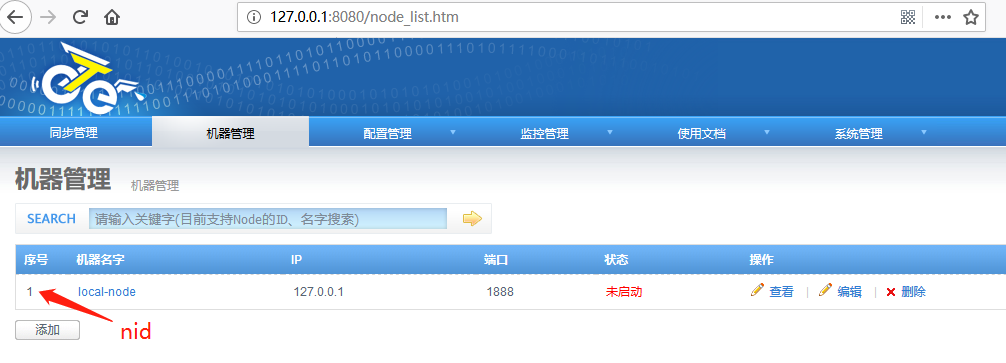 127.0.0.1:8080/node_list.htm
eTe
同步管理 机器管理 配置管理 监控管理 使用文档 系统管理
机器管理 机器管理
SEARCH 请输入关键字(目前支持Node的ID、名字搜索)
序号 机器名字 IP 端口 状态 操作
1 local-node 127.0.0.1 1888 未启动 查看 | 编辑 | 删除
添加
nid